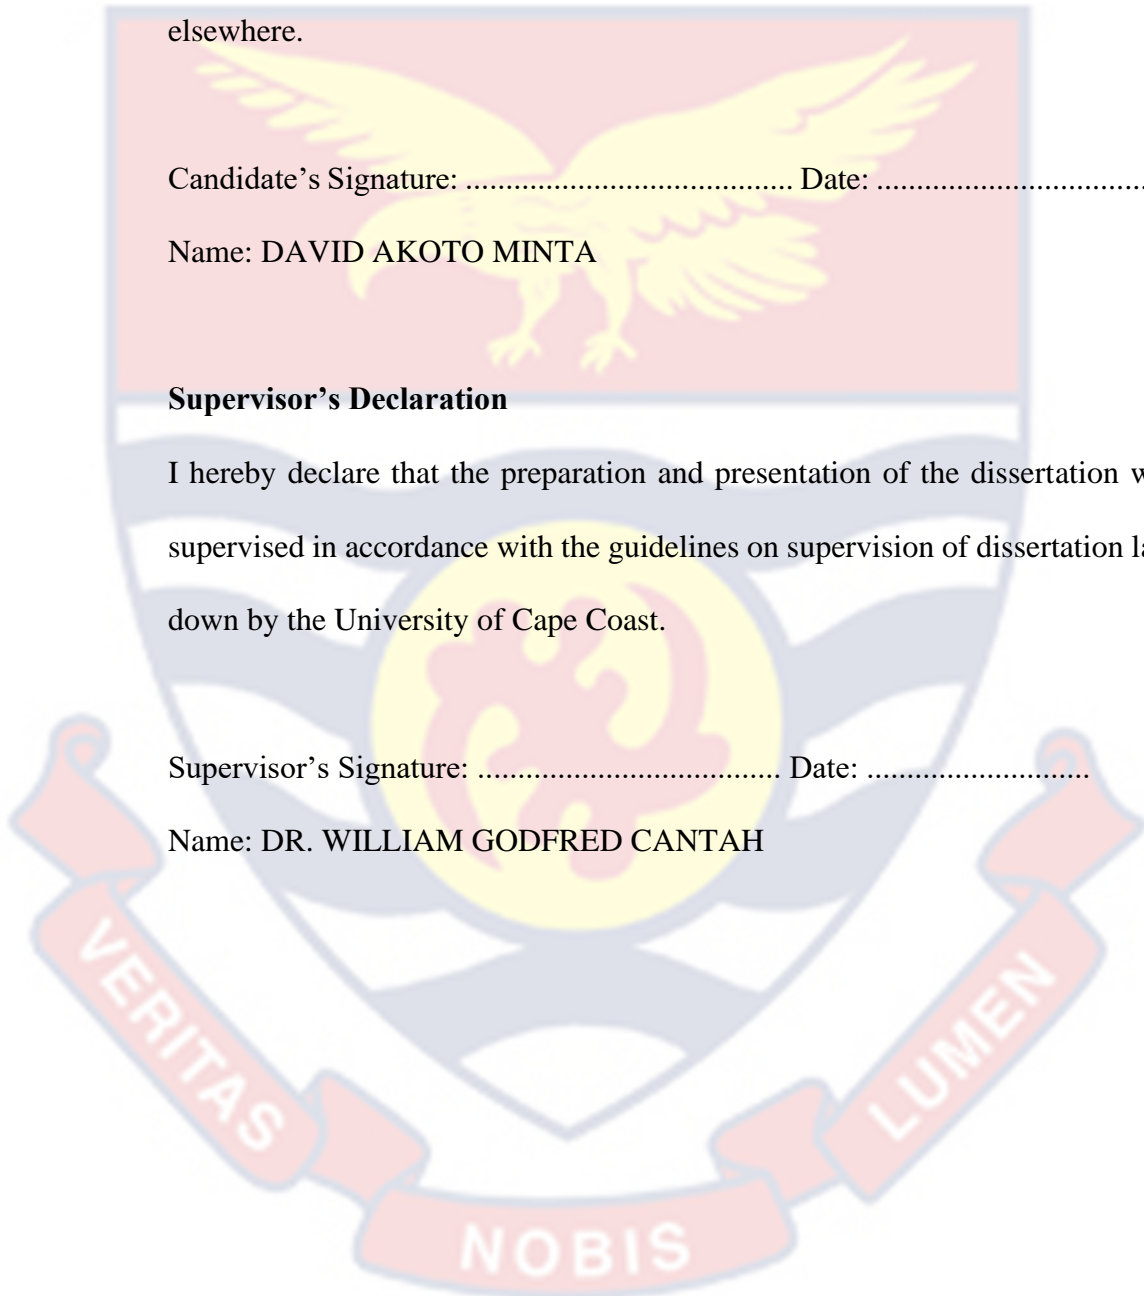 elsewhere.
Candidate’s Signature: ........................................ Date: .................................
Name: DAVID AKOTO MINTA
Supervisor’s Declaration
I hereby declare that the preparation and presentation of the dissertation w
supervised in accordance with the guidelines on supervision of dissertation la
down by the University of Cape Coast.
Supervisor’s Signature: ..................................... Date: ...........................
Name: DR. WILLIAM GODFRED CANTAH
VERITAS
NOBIS
LUMEN